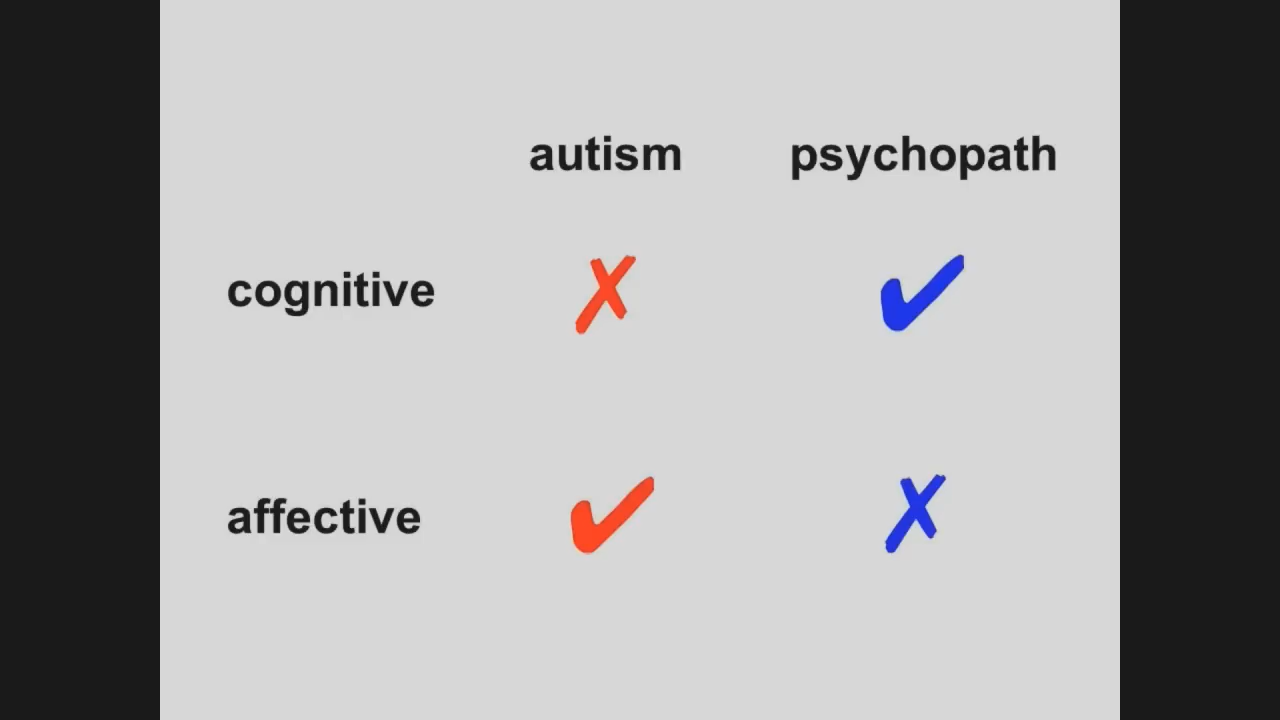 autism psychopath
cognitive ✗ ✔
affective ✔ ✗